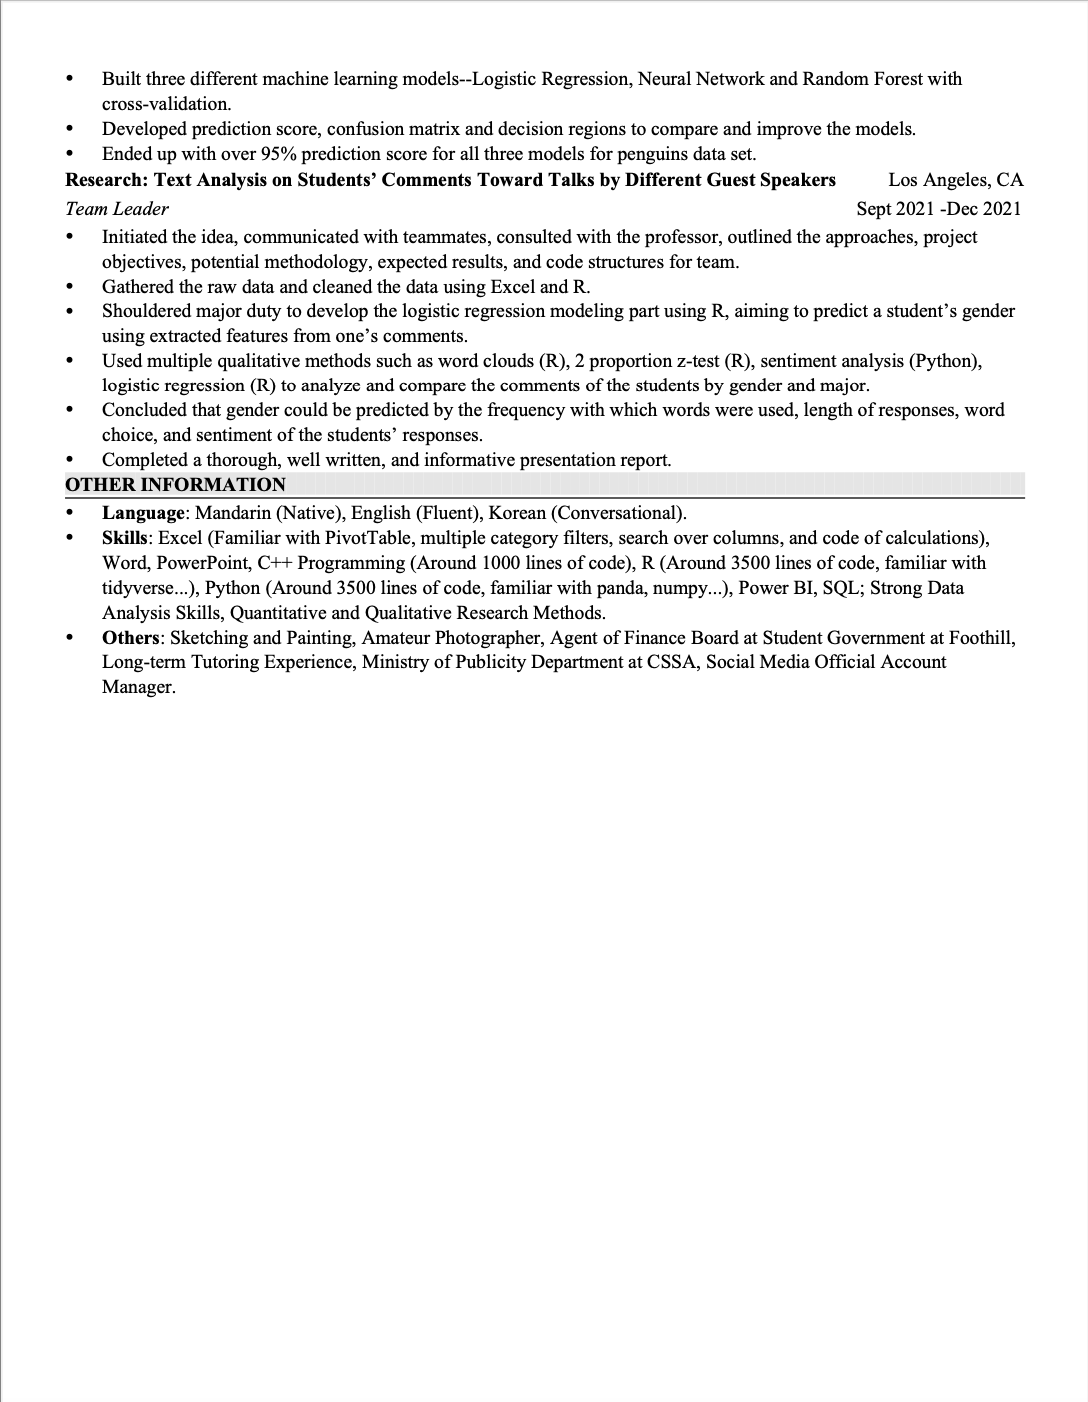 • Built three different machine learning models--Logistic Regression, Neural Network and Random Forest with
cross-validation.
• Developed prediction score, confusion matrix and decision regions to compare and improve the models.
• Ended up with over 95% prediction score for all three models for penguins data set.
Research: Text Analysis on Students’ Comments Toward Talks by Different Guest Speakers Los Angeles, CA
Team Leader Sept 2021 -Dec 2021
• Initiated the idea, communicated with teammates, consulted with the professor, outlined the approaches, project
objectives, potential methodology, expected results, and code structures for team.
• Gathered the raw data and cleaned the data using Excel and R.
• Shouldered major duty to develop the logistic regression modeling part using R, aiming to predict a student’s gender
using extracted features from one’s comments.
• Used multiple qualitative methods such as word clouds (R), 2 proportion z-test (R), sentiment analysis (Python),
logistic regression (R) to analyze and compare the comments of the students by gender and major.
• Concluded that gender could be predicted by the frequency with which words were used, length of responses, word
choice, and sentiment of the students’ responses.
• Completed a thorough, well written, and informative presentation report.
OTHER INFORMATION
• Language: Mandarin (Native), English (Fluent), Korean (Conversational).
• Skills: Excel (Familiar with PivotTable, multiple category filters, search over columns, and code of calculations),
Word, PowerPoint, C++ Programming (Around 1000 lines of code), R (Around 3500 lines of code, familiar with
tidyverse...), Python (Around 3500 lines of code, familiar with panda, numpy...), Power BI, SQL; Strong Data
Analysis Skills, Quantitative and Qualitative Research Methods.
• Others: Sketching and Painting, Amateur Photographer, Agent of Finance Board at Student Government at Foothill,
Long-term Tutoring Experience, Ministry of Publicity Department at CSSA, Social Media Official Account
Manager.